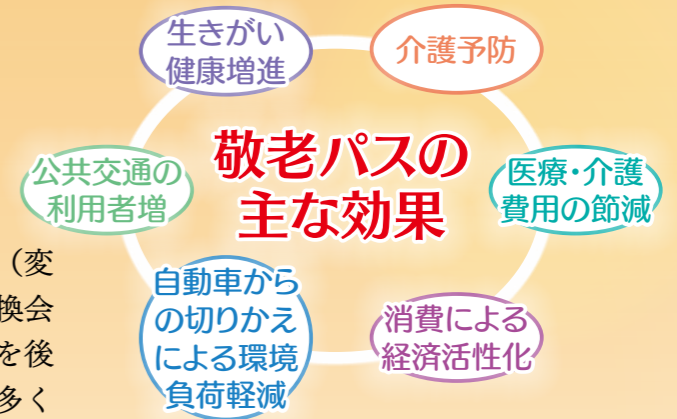 生きがい
健康増進
介護予防
敬老パスの
主な効果
公共交通の
利用者増
医療・介護
費用の節減
自動車から
の切りかえ
による環境
負荷軽減
消費による
経済活性化
（変
換会
を後
多く